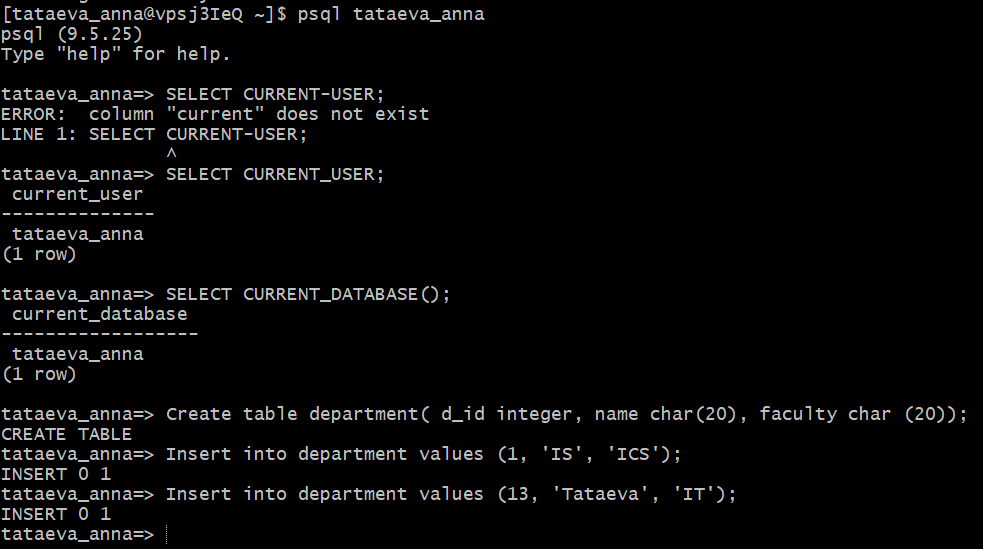 [tataeva_anna@vpsj3IeQ ~]$ psql tataeva_anna
psql (9.5.25)
Type "help" for help.

tataeva_anna=> SELECT CURRENT-USER;
ERROR:  column "current" does not exist
LINE 1: SELECT CURRENT-USER;
               ^
tataeva_anna=> SELECT CURRENT_USER;
 current_user
--------------
 tataeva_anna
(1 row)

tataeva_anna=> SELECT CURRENT_DATABASE();
 current_database
------------------
 tataeva_anna
(1 row)

tataeva_anna=> Create table department( d_id integer, name char(20), faculty char (20));
CREATE TABLE
tataeva_anna=> Insert into department values (1, 'IS', 'ICS');
INSERT 0 1
tataeva_anna=> Insert into department values (13, 'Tataeva', 'IT');
INSERT 0 1
tataeva_anna=>